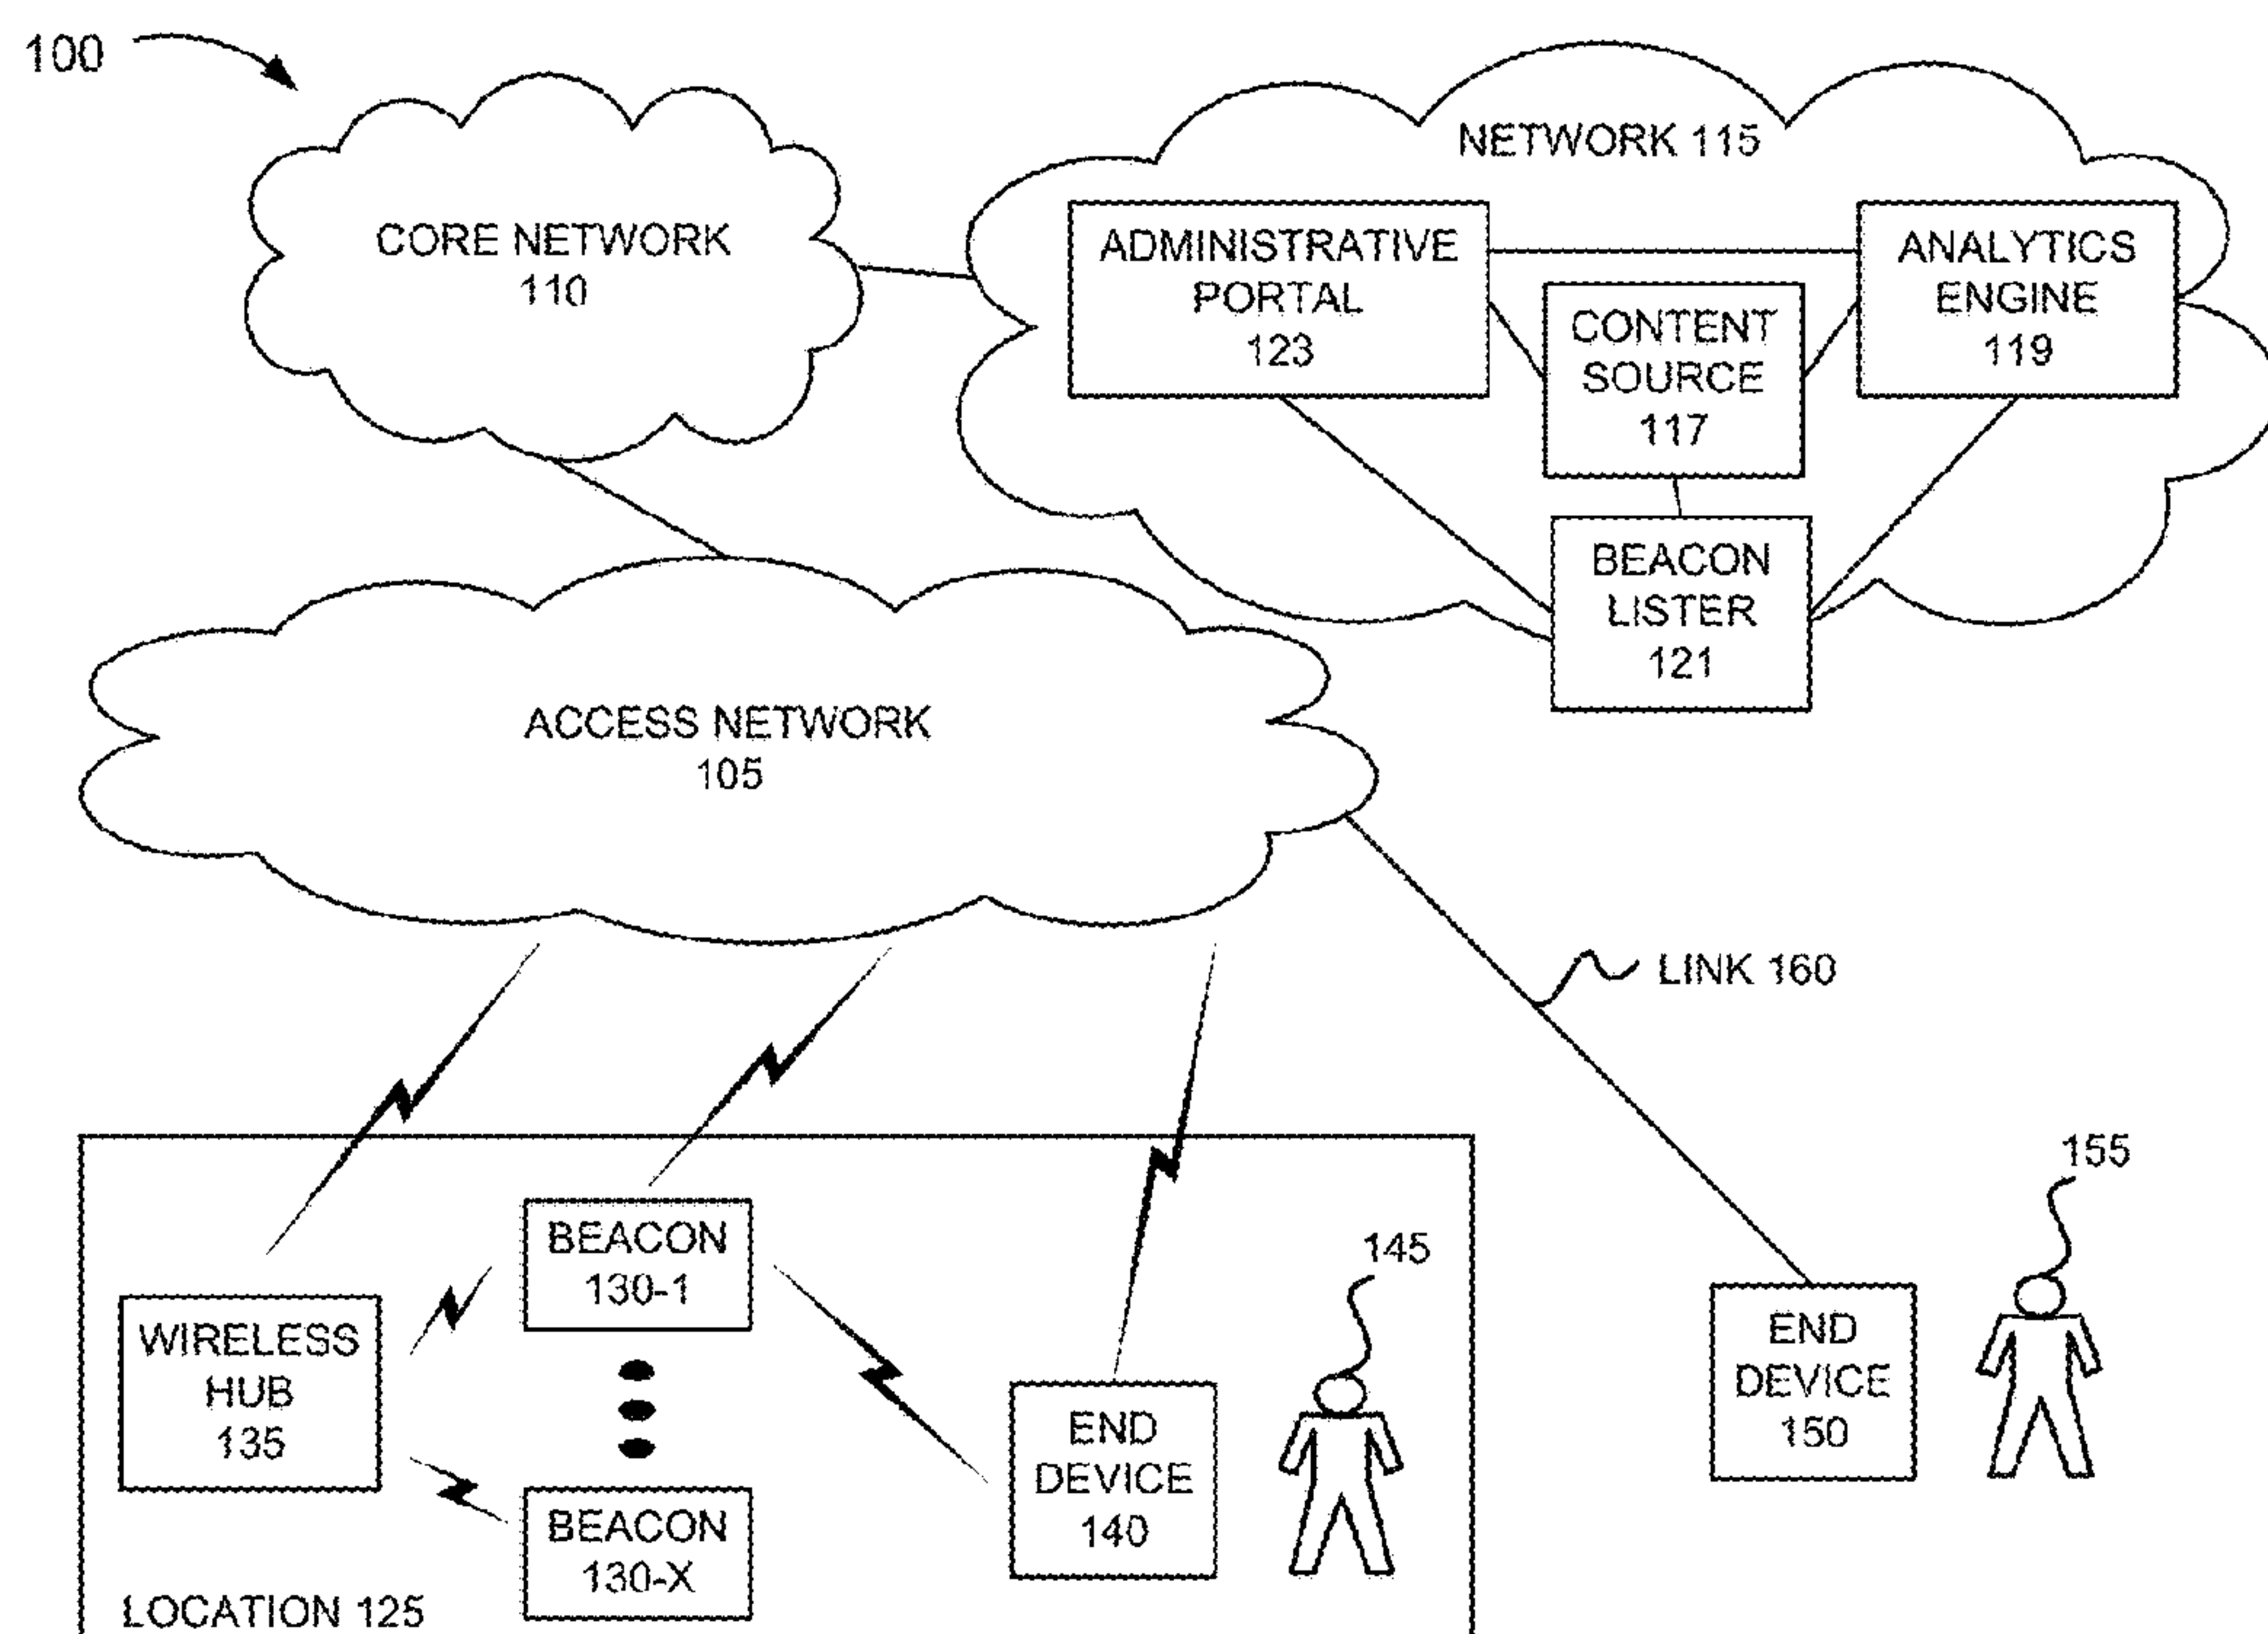 100
NETWORK 115
CORE NETWORK
110
ADMINISTRATIVE
PORTAL
123
CONTENT
SOURCE
117
ANALYTICS
ENGINE
119
BEACON
LISTER
121
ACCESS NETWORK
105
LINK 160
WIRELESS
HUB
135
BEACON
130-1
BEACON
130-X
END
DEVICE
140
145
END
DEVICE
150
155
LOCATION 125